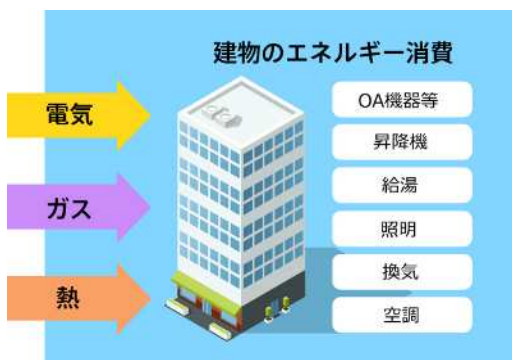 建物のエネルギー消費
電気
ガス
熱
OA機器等
昇降機
給湯
照明
換気
空調